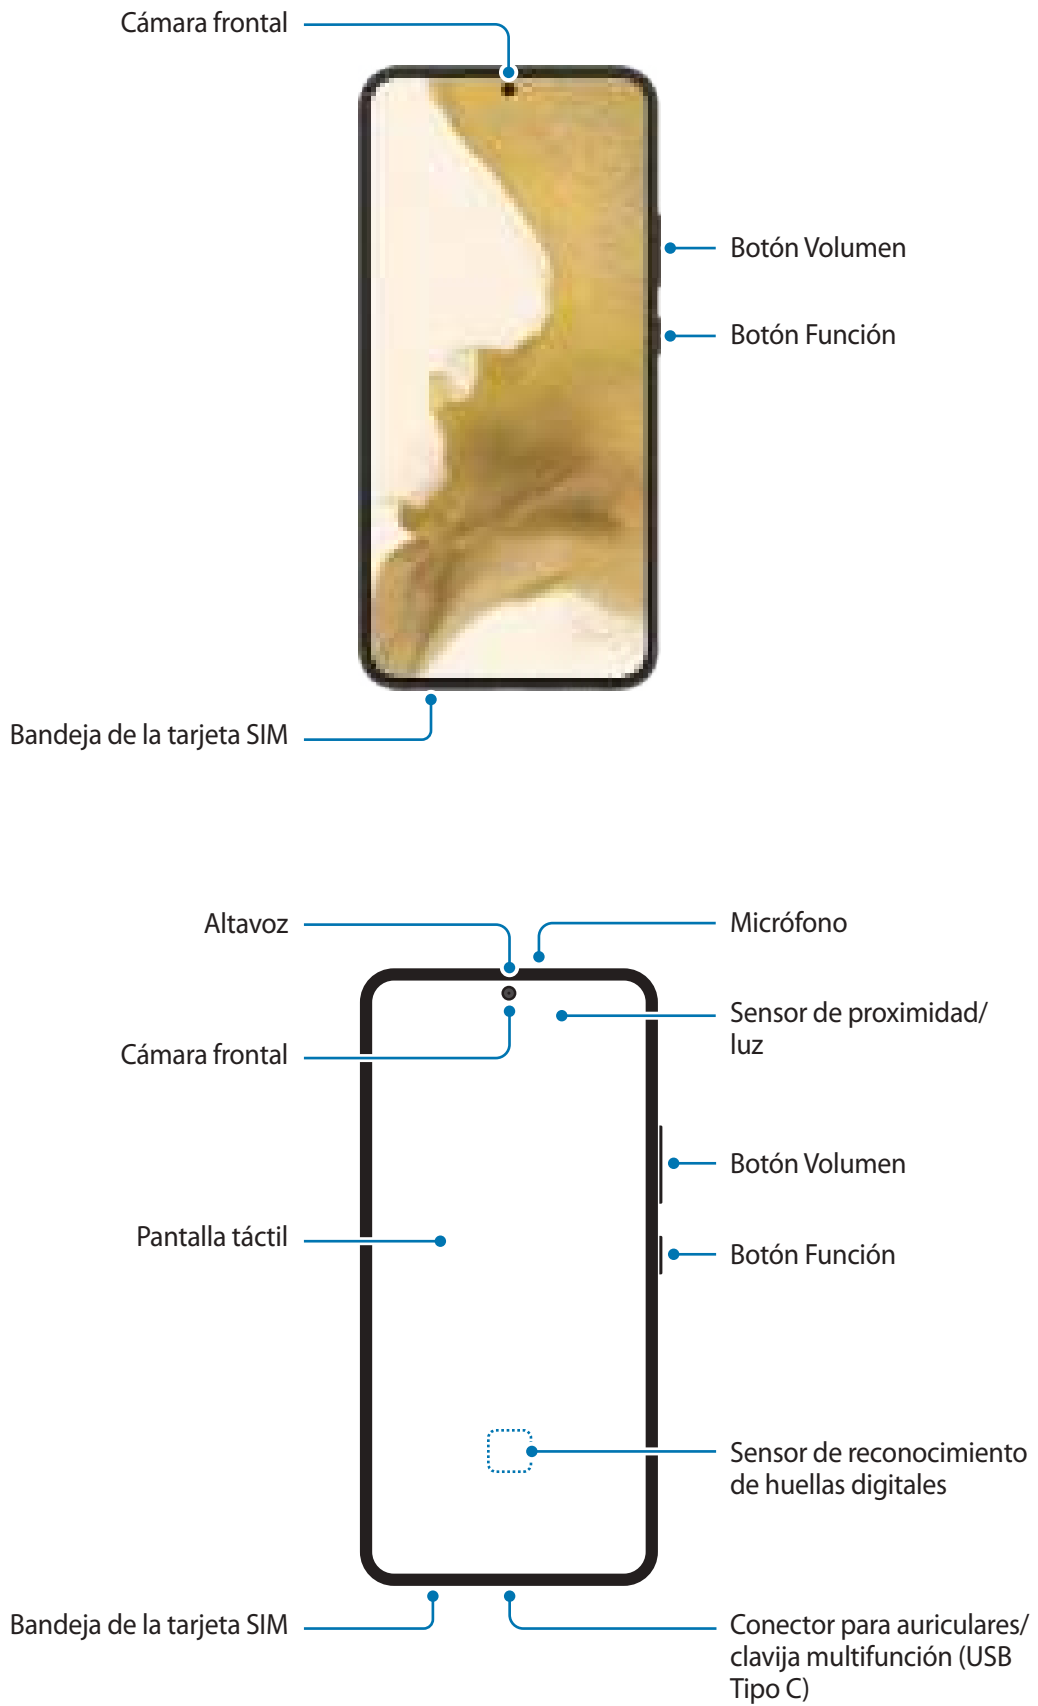 Cámara frontal
Botón Volumen
Botón Función
Bandeja de la tarjeta SIM
Altavoz
Micrófono
Sensor de proximidad/
luz
Cámara frontal
Botón Volumen
Pantalla táctil
Botón Función
Sensor de reconocimiento
de huellas digitales
Bandeja de la tarjeta SIM
Conector para auriculares/
clavija multifunción (USB
Tipo C)